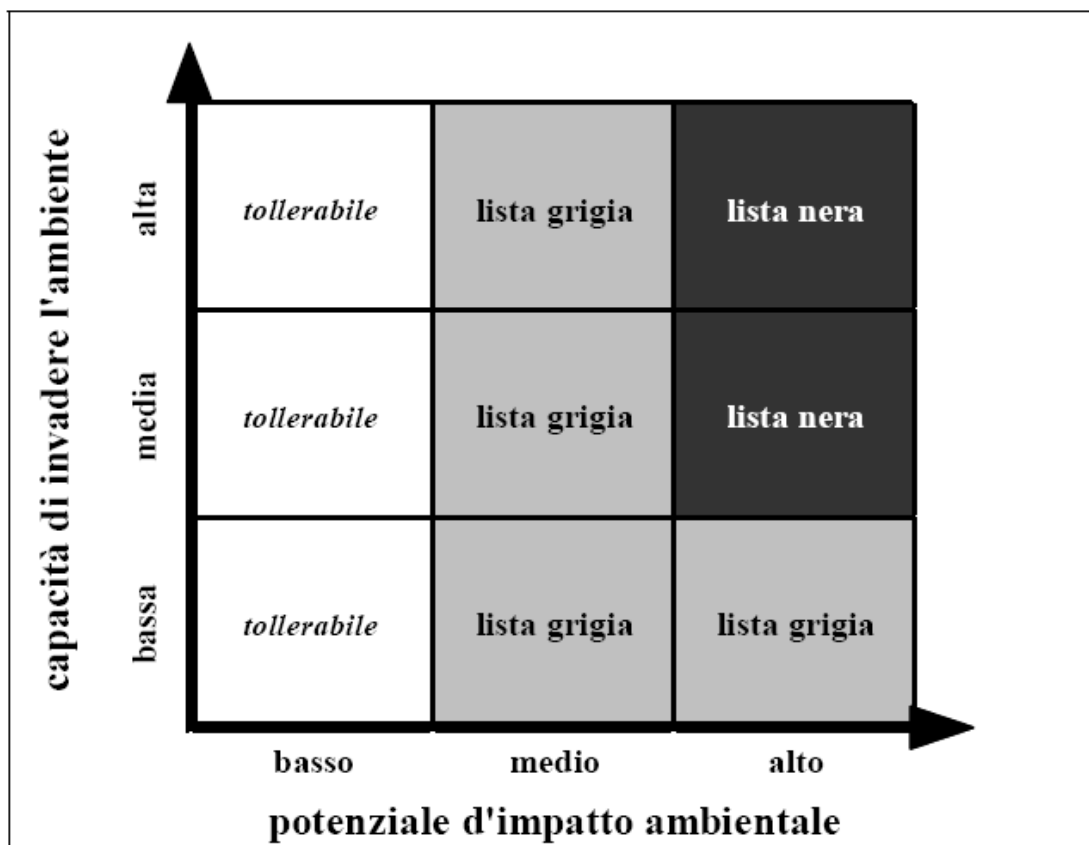 capacità di invadere l'ambiente
alta
tollerabile
lista grigia
lista nera
media
tollerabile
lista grigia
lista nera
bassa
tollerabile
lista grigia
lista grigia
basso
medio
alto
potenziale d'impatto ambientale